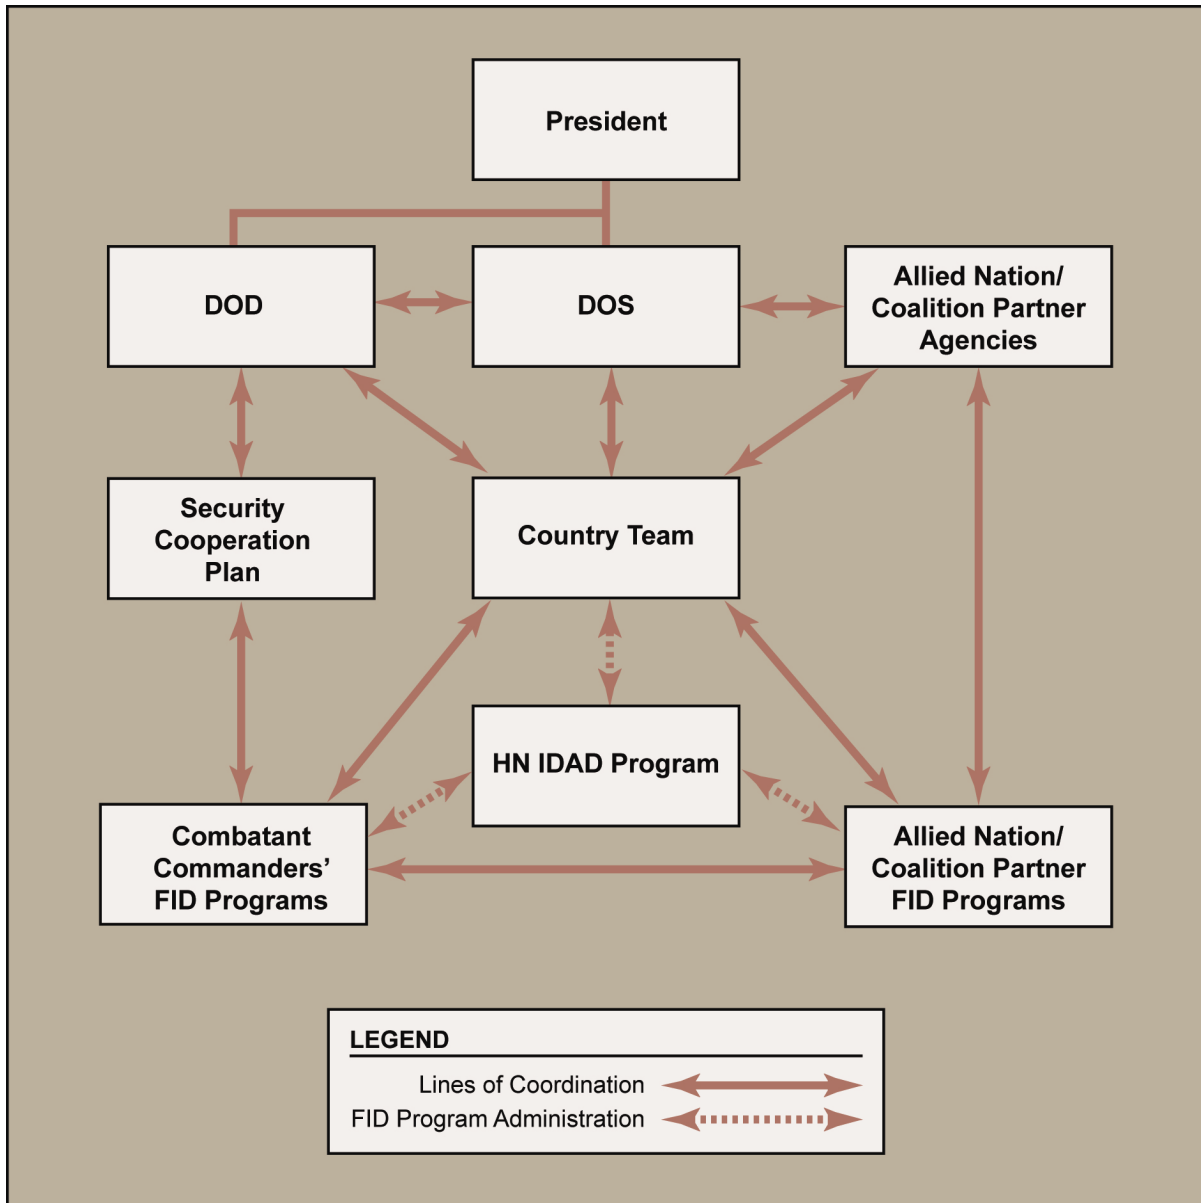 President
DOD
DOS
Allied Nation/
Coalition Partner
Agencies
Security
Cooperation
Plan
Country Team
HN IDAD Program
Combatant
Commanders’
FID Programs
Allied Nation/
Coalition Partner
FID Programs
LEGEND
Lines of Coordination
FID Program Administration